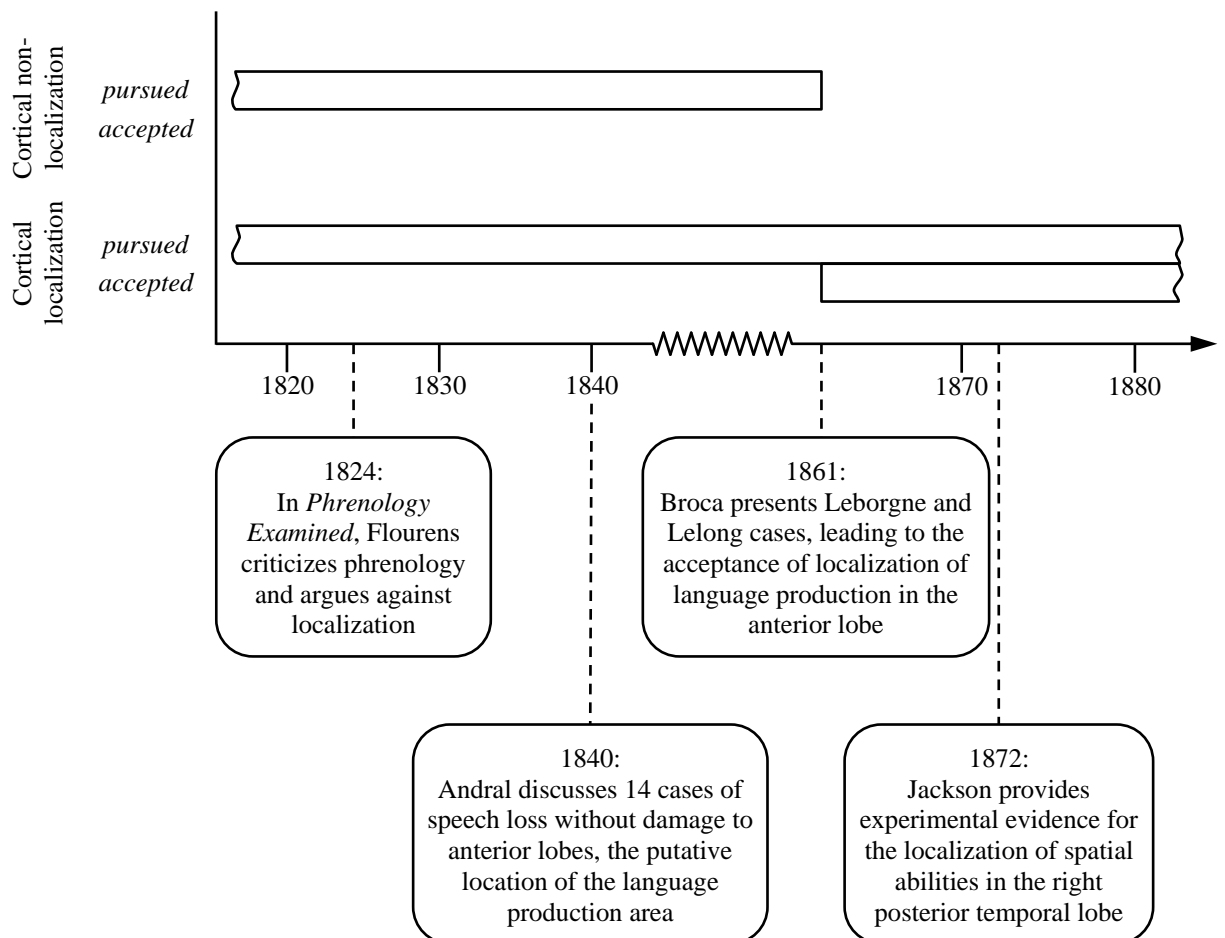 Cortical non-
localization
pursued
accepted
Cortical
localization
pursued
accepted
1820
1830
1840
1870
1880
1824:
In Phrenology
Examined, Flourens
criticizes phrenology
and argues against
localization
1861:
Broca presents Leborgne and
Lelong cases, leading to the
acceptance of localization of
language production in the
anterior lobe
1840:
Andral discusses 14 cases of
speech loss without damage to
anterior lobes, the putative
location of the language
production area
1872:
Jackson provides
experimental evidence for
the localization of spatial
abilities in the right
posterior temporal lobe